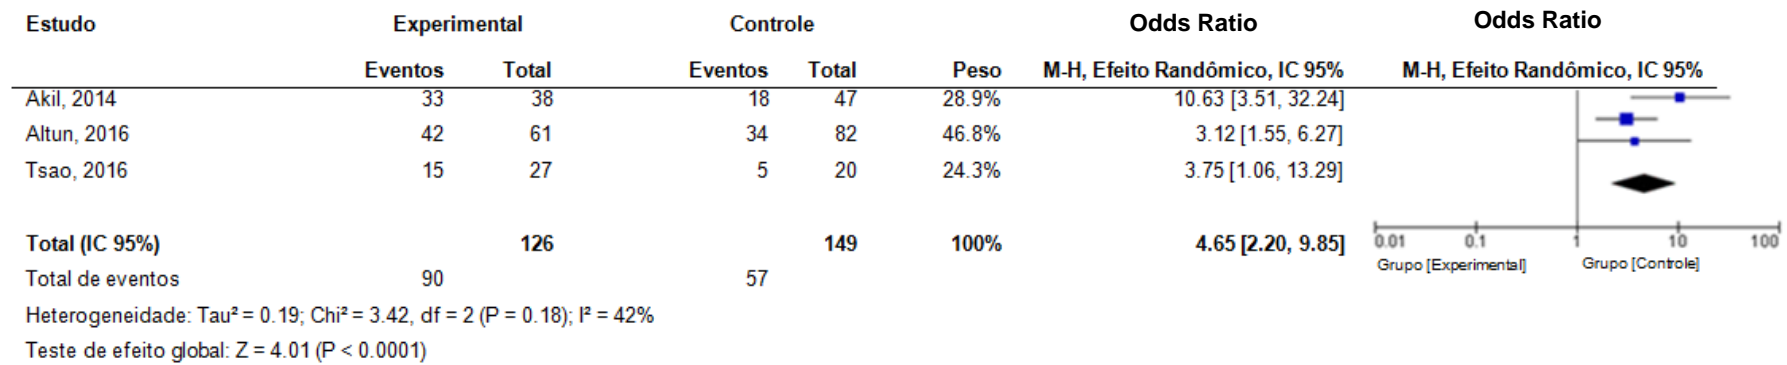 Estudo Experimental Controle Odds Ratio Odds Ratio
Eventos Total Eventos Total Peso M-H, Efeito Randômico, IC 95% M-H, Efeito Randômico, IC 95%
Akil, 2014 33 38 18 47 28.9% 10.63 [3.51, 32.24]
Altun, 2016 42 61 34 82 46.8% 3.12 [1.55, 6.27]
Tsao, 2016 15 27 5 20 24.3% 3.75 [1.06, 13.29]
Total (IC 95%) 126 149 100% 4.65 [2.20, 9.85]
0.01 0.1 1 10 100
Grupo [Experimental] Grupo [Controle]
Total de eventos 90 57
Heterogeneidade: Tau² = 0.19; Chi² = 3.42, df = 2 (P = 0.18); I² = 42%
Teste de efeito global: Z = 4.01 (P < 0.0001)